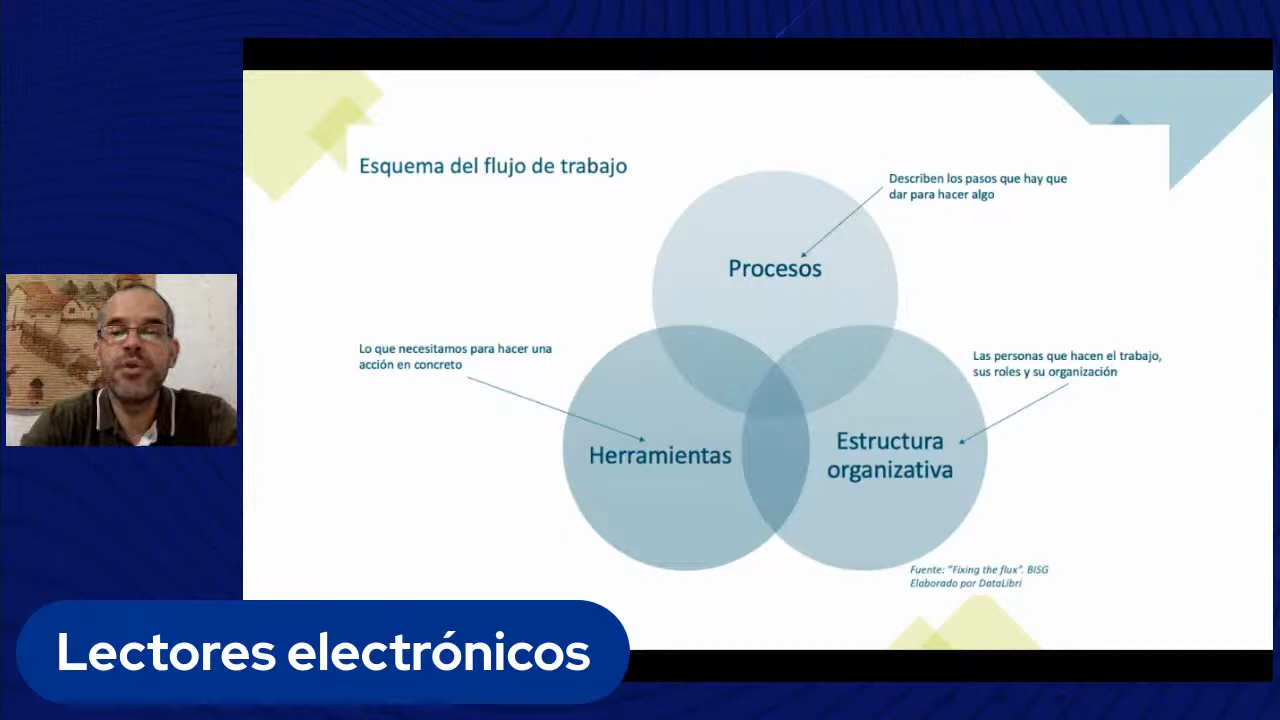 Esquema del flujo de trabajo
Describen los pasos que hay que
dar para hacer algo
Procesos
Lo que necesitamos para hacer una
acción en concreto
Las personas que hacen el trabajo,
sus roles y su organización
Herramientas
Estructura
organizativa
Fuente: "Fixing the flux". BISG
Elaborado por DataLibri
Lectores electrónicos